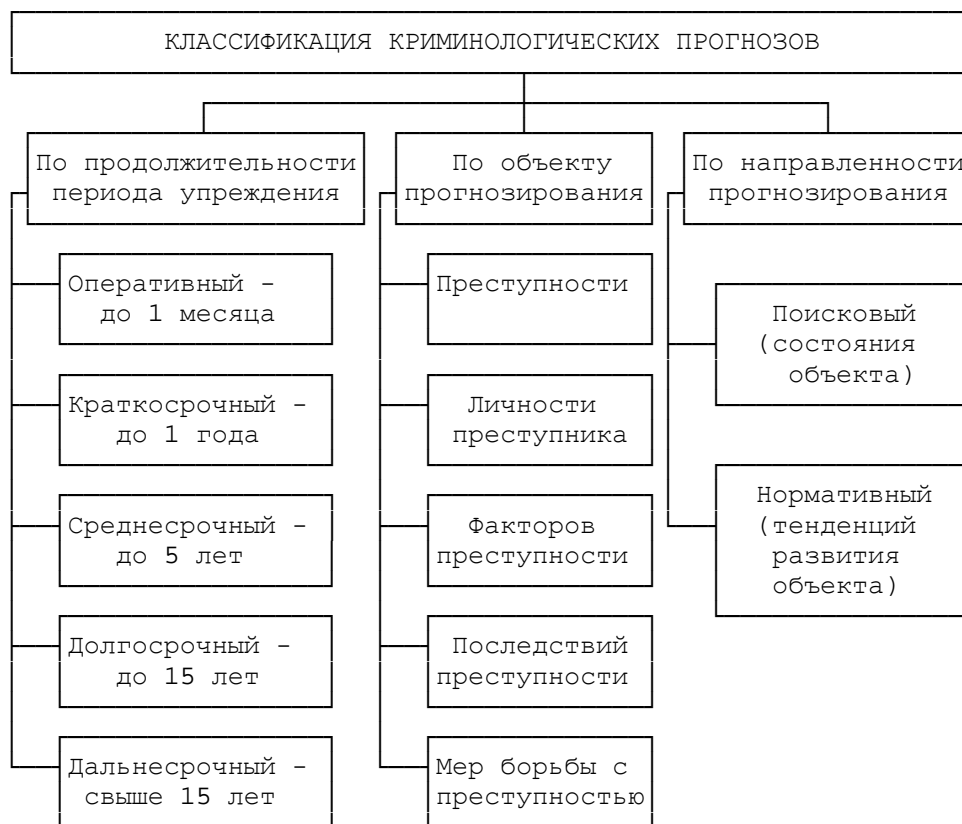 КЛАССИФИКАЦИЯ КРИМИНОЛОГИЧЕСКИХ ПРОГНОЗОВ
По продолжительности
периода упреждения
Оперативный -
до 1 месяца
Краткосрочный -
до 1 года
Среднесрочный -
до 5 лет
Долгосрочный -
до 15 лет
Дальнесрочный -
свыше 15 лет
По объекту
прогнозирования
Преступности
Личности
преступника
Факторов
преступности
Последствий
преступности
Мер борьбы с
преступностью
По направленности
прогнозирования
Поисковый
(состояния
объекта)
Нормативный
(тенденций
развития
объекта)